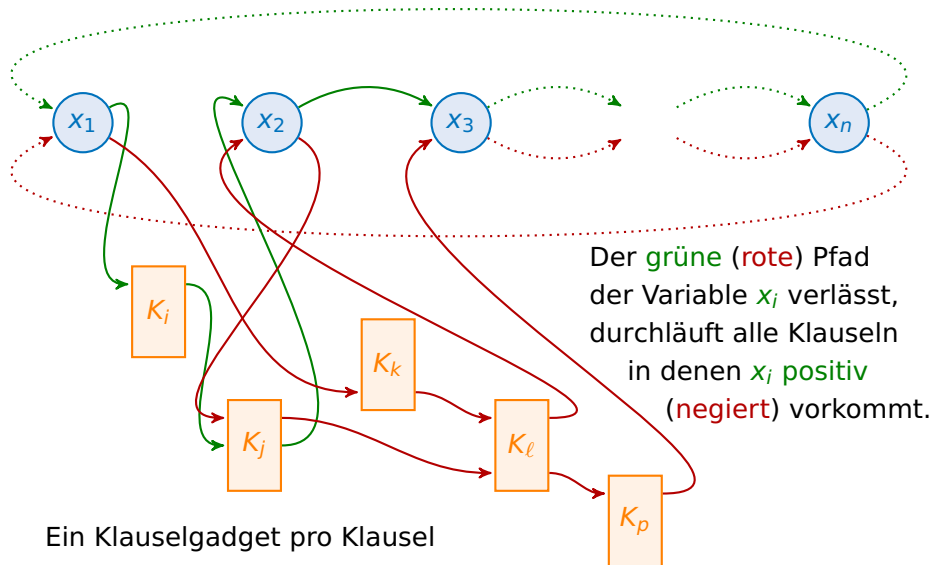 x₁ x₂ x₃ xₙ
Der grüne (rote) Pfad
der Variable xᵢ verlässt,
durchläuft alle Klauseln
in denen xᵢ positiv
(negiert) vorkommt.
Kᵢ
Kₖ
Kⱼ
K_ℓ
Kₚ
Ein Klauselgadget pro Klausel